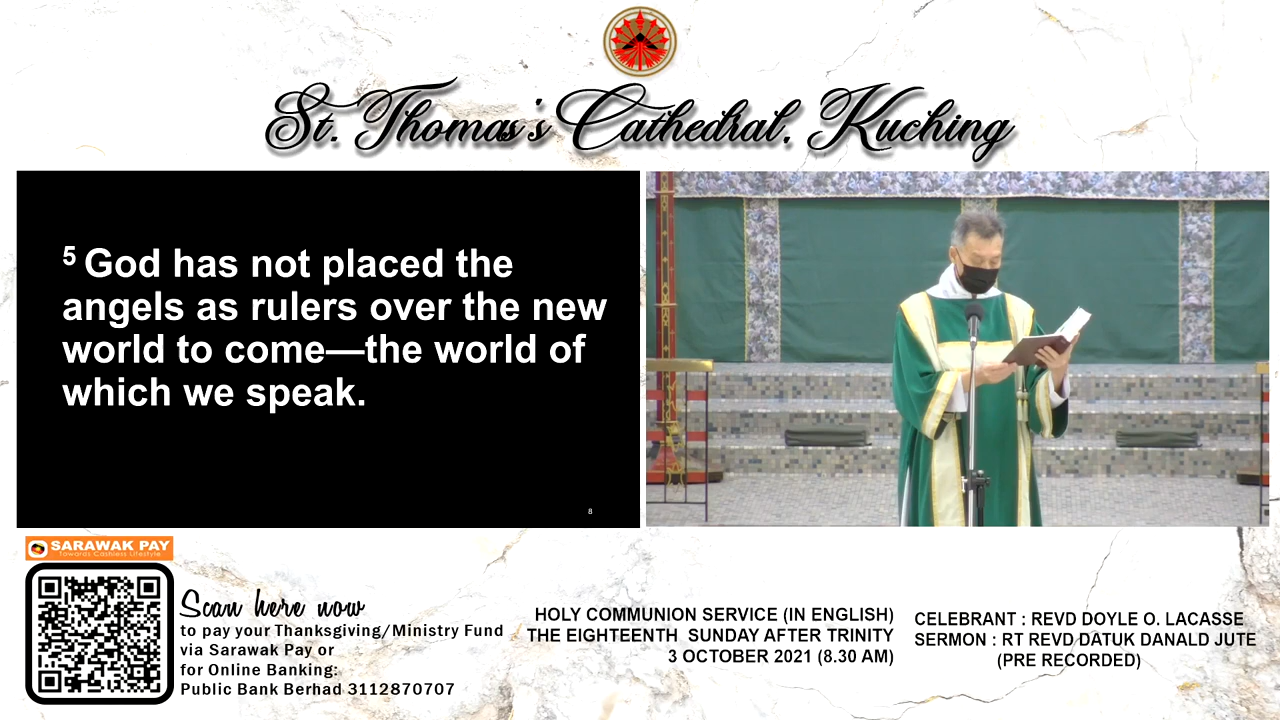 St. Thomas's Cathedral, Kuching
5 God has not placed the
angels as rulers over the new
world to come—the world of
which we speak.
8
SARAWAK PAY
Towards Cashless Lifestyle
Scan here now
to pay your Thanksgiving/Ministry Fund
via Sarawak Pay or
for Online Banking:
Public Bank Berhad 3112870707
HOLY COMMUNION SERVICE (IN ENGLISH)
THE EIGHTEENTH SUNDAY AFTER TRINITY
3 OCTOBER 2021 (8.30 AM)
CELEBRANT : REVD DOYLE O. LACASSE
SERMON : RT REVD DATUK DANALD JUTE
(PRE RECORDED)